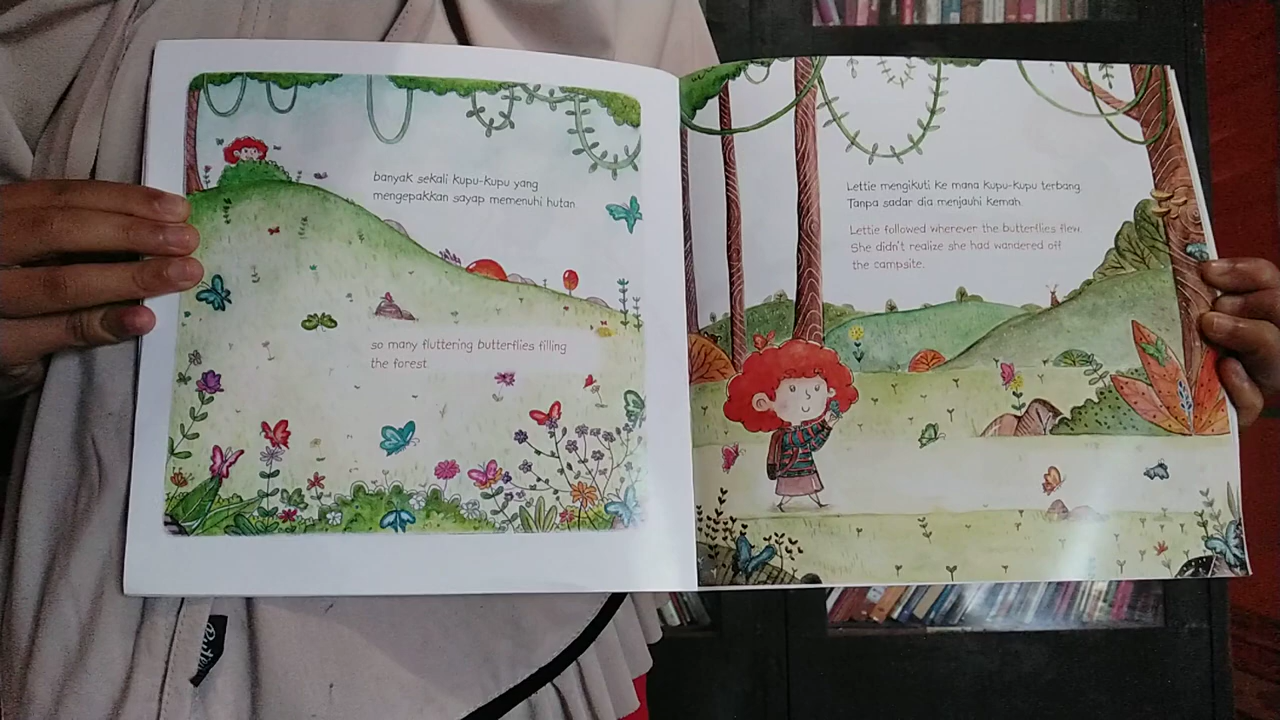 banyak sekali kupu-kupu yang
mengepakkan sayap memenuhi hutan.
so many fluttering butterflies filling
the forest.
Lettie mengikuti ke mana kupu-kupu terbang.
Tanpa sadar dia menjauhi kemah.
Lettie followed wherever the butterflies flew.
She didn't realize she had wandered off
the campsite.